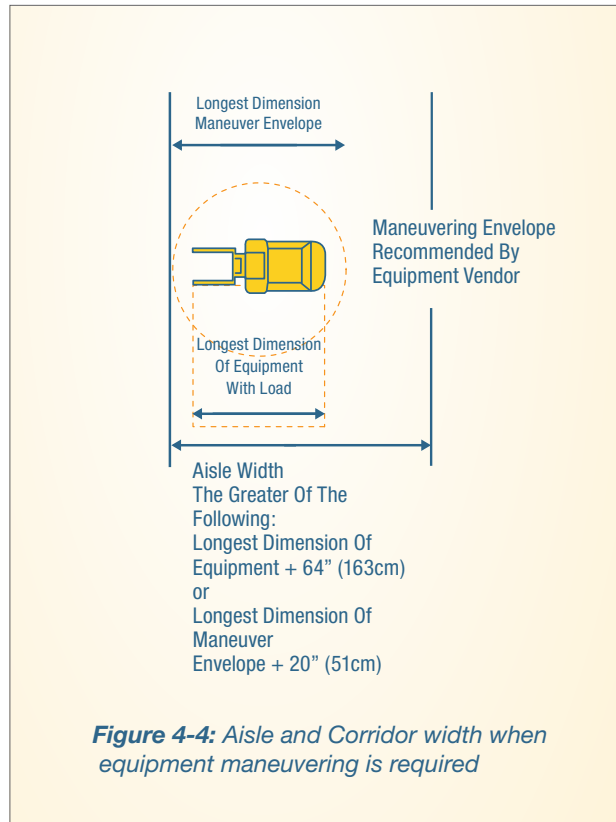 Longest Dimension
Maneuver Envelope
Maneuvering Envelope
Recommended By
Equipment Vendor
Longest Dimension
Of Equipment
With Load
Aisle Width
The Greater Of The
Following:
Longest Dimension Of
Equipment + 64” (163cm)
or
Longest Dimension Of
Maneuver
Envelope + 20” (51cm)
Figure 4-4: Aisle and Corridor width when
equipment maneuvering is required